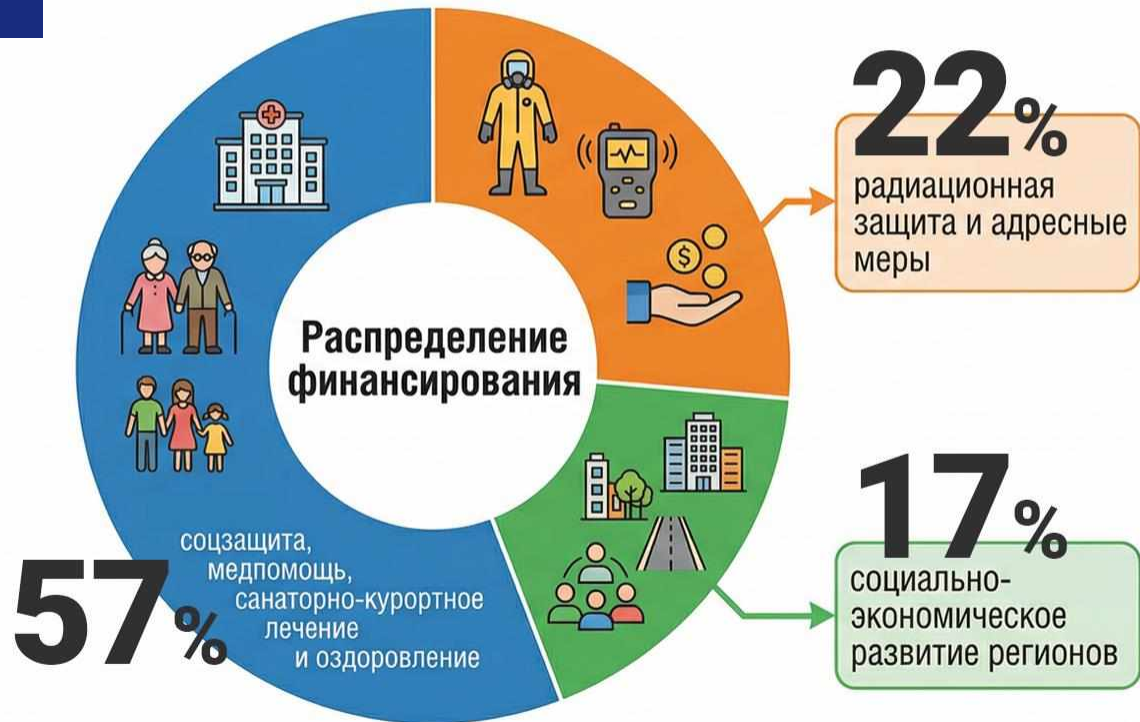 Распределение
финансирования
22%
радиационная
защита и адресные
меры
17%
социально-
экономическое
развитие регионов
57%
соцзащита,
медпомощь,
санаторно-курортное
лечение
и оздоровление
$